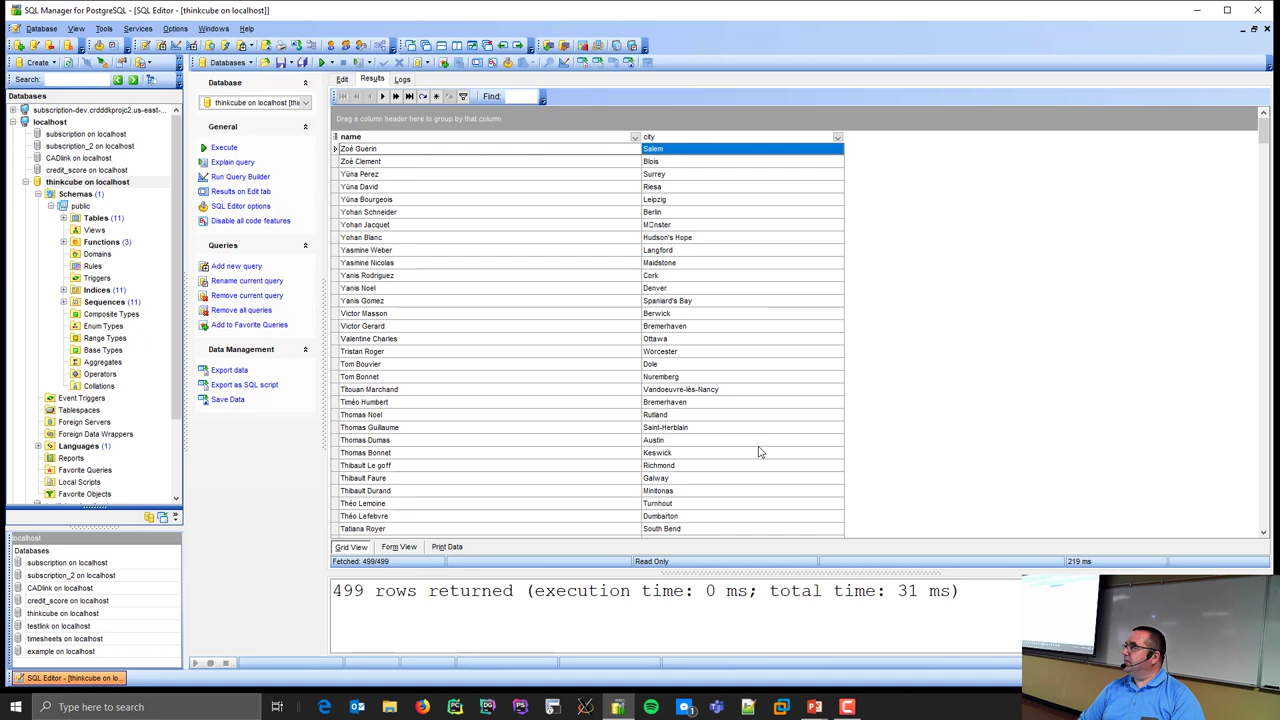 SQL Manager for PostgreSQL - [SQL Editor - [thinkcube on localhost]]
Database Tools Services Options Windows Help
Create Databases Edit Results Logs
Search: Database Find:
Databases
thinkcube on localhost [thi
Drag a column header here to group by that column
subscription-dev.crdddkprojc2.us-east-...
localhost
General
name city
subscription on localhost
subscription_2 on localhost
CADlink on localhost
credit_score on localhost
thinkcube on localhost
Schemas (1)
public
Tables (11)
Views
Functions (3)
Domains
Rules
Triggers
Indices (11)
Sequences (11)
Composite Types
Enum Types
Range Types
Base Types
Aggregates
Operators
Collations
Event Triggers
Tablespaces
Foreign Servers
Foreign Data Wrappers
Languages (1)
Reports
Favorite Queries
Local Scripts
Favorite Objects
Execute
Explain query
Run Query Builder
Results on Edit tab
SQL Editor options
Disable all code features
Queries
Add new query
Rename current query
Remove current query
Remove all queries
Add to Favorite Queries
Data Management
Export data
Export as SQL script
Save Data
Zoé Guerin Salem
Zoé Clement Blois
Yüna Perez Surrey
Yüna David Riesa
Yüna Bourgeois Leipzig
Yohan Schneider Berlin
Yohan Jacquet M▯nster
Yohan Blanc Hudson's Hope
Yasmine Weber Langford
Yasmine Nicolas Maidstone
Yanis Rodriguez Cork
Yanis Noel Denver
Yanis Gomez Spaniard's Bay
Victor Masson Berwick
Victor Gerard Bremerhaven
Valentine Charles Ottawa
Tristan Roger Worcester
Tom Bouvier Dole
Tom Bonnet Nuremberg
Titouan Marchand Vandoeuvre-lès-Nancy
Timéo Humbert Bremerhaven
Thomas Noel Rutland
Thomas Guillaume Saint-Herblain
Thomas Dumas Austin
Thomas Bonnet Keswick
Thibault Le goff Richmond
Thibault Faure Galway
Thibault Durand Minitonas
Théo Lemoine Turnhout
Théo Lefebvre Dumbarton
Tatiana Royer South Bend
Grid View Form View Print Data
Fetched: 499/499 Read Only 219 ms
499 rows returned (execution time: 0 ms; total time: 31 ms)
localhost
Databases
subscription on localhost
subscription_2 on localhost
CADlink on localhost
credit_score on localhost
thinkcube on localhost
testlink on localhost
timesheets on localhost
example on localhost
SQL Editor - [thinkcube on lo...
Type here to search